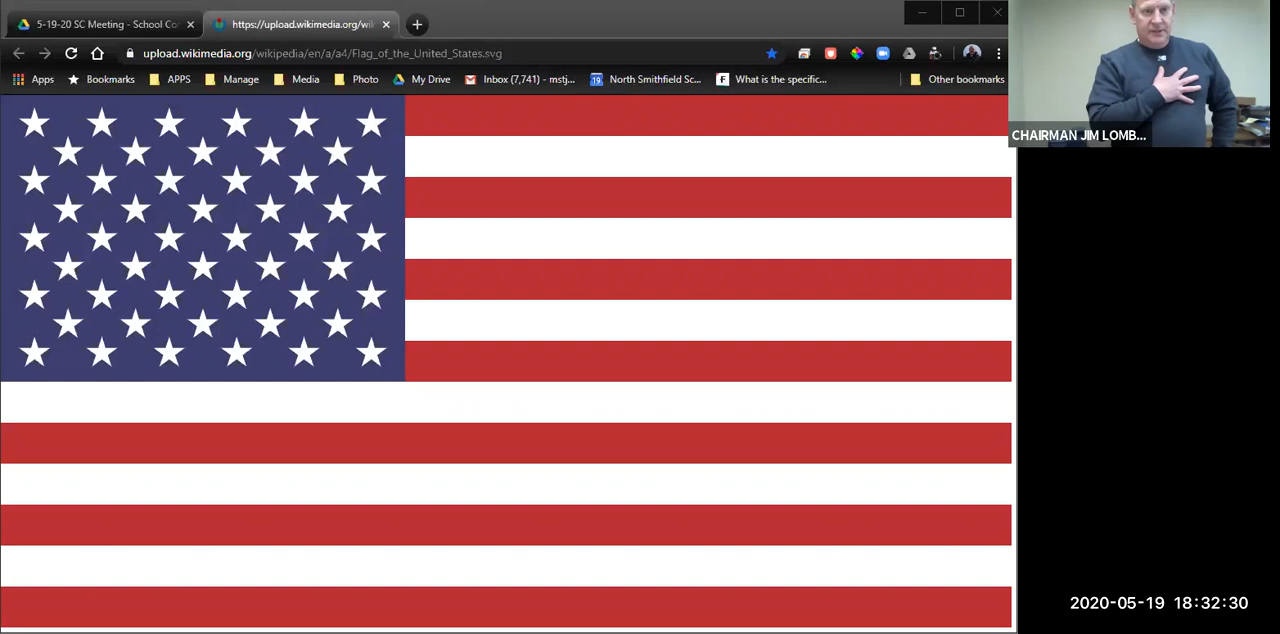 5-19-20 SC Meeting - School Co
https://upload.wikimedia.org/wi
upload.wikimedia.org/wikipedia/en/a/a4/Flag_of_the_United_States.svg
Apps Bookmarks APPS Manage Media Photo My Drive Inbox (7,741) - mstj... 19 North Smithfield Sc... What is the specific... Other bookmarks
CHAIRMAN JIM LOMB...
2020-05-19 18:32:30